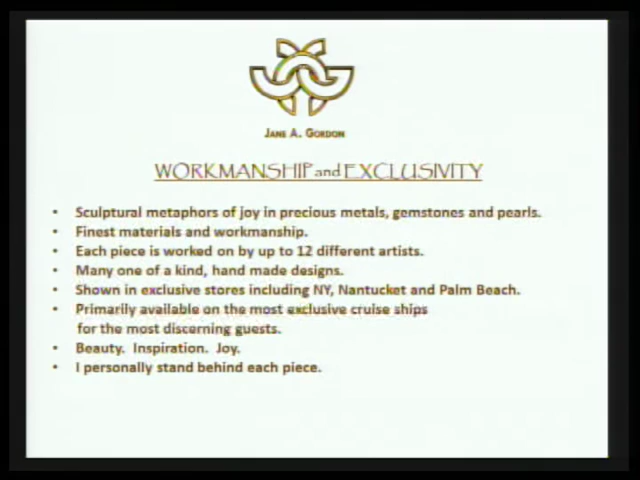 JANE A. GORDON
WORKMANSHIP and EXCLUSIVITY
• Sculptural metaphors of joy in precious metals, gemstones and pearls.
• Finest materials and workmanship.
• Each piece is worked on by up to 12 different artists.
• Many one of a kind, hand made designs.
• Shown in exclusive stores including NY, Nantucket and Palm Beach.
• Primarily available on the most exclusive cruise ships
for the most discerning guests.
• Beauty. Inspiration. Joy.
• I personally stand behind each piece.